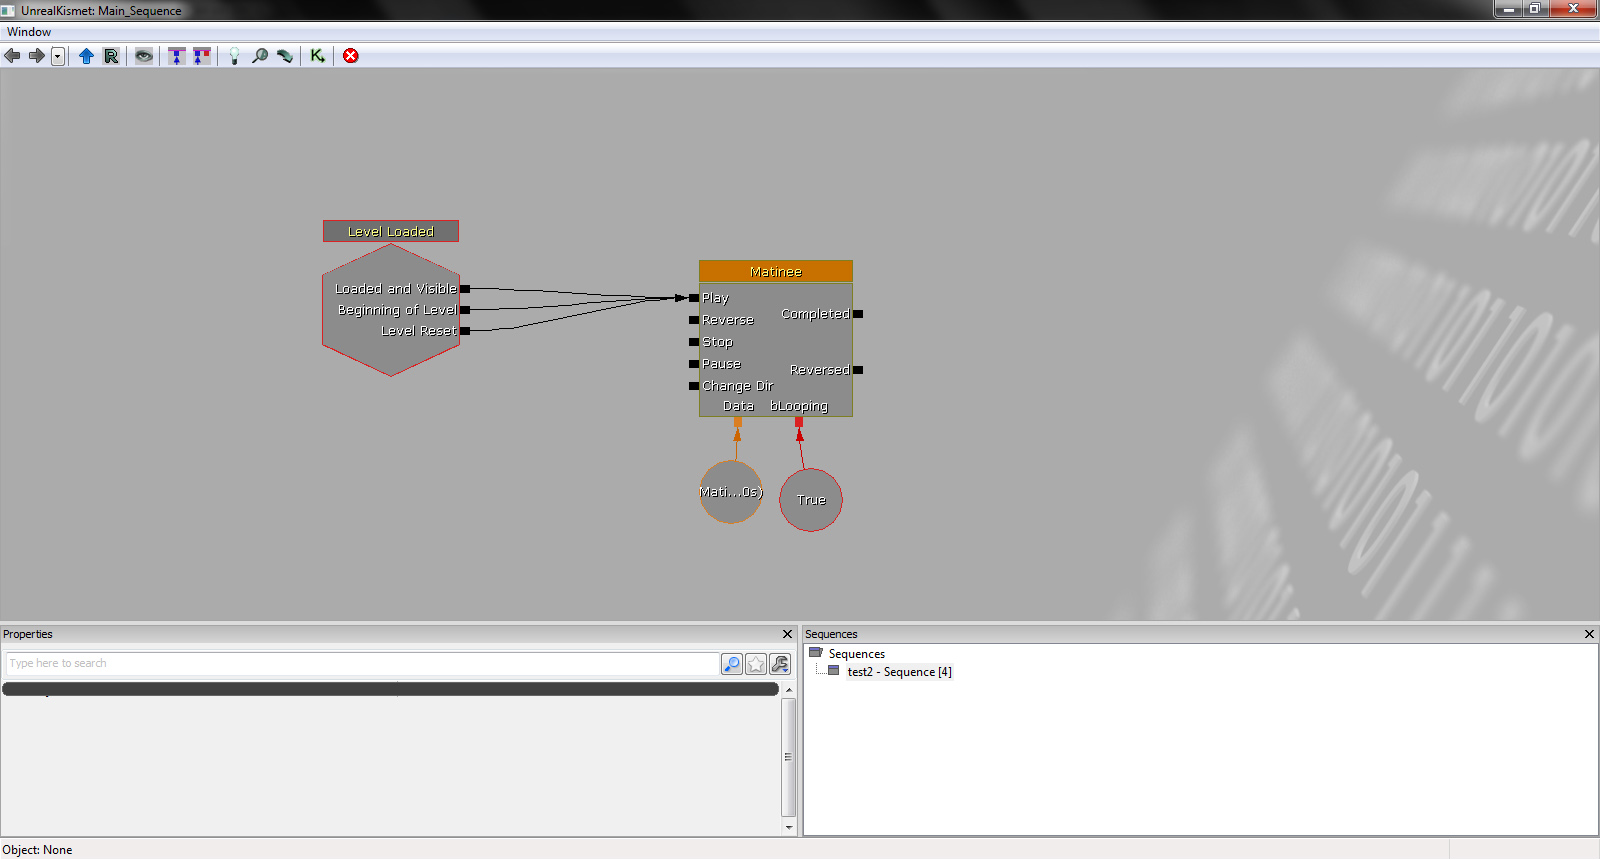 UnrealKismet: Main_Sequence
Window
Level Loaded
Loaded and Visible
Beginning of Level
Level Reset
Matinee
Play
Reverse
Completed
Stop
Pause
Reversed
Change Dir
Data bLooping
Mati...0s)
True
Properties
Type here to search
Sequences
Sequences
test2 - Sequence [4]
Object: None